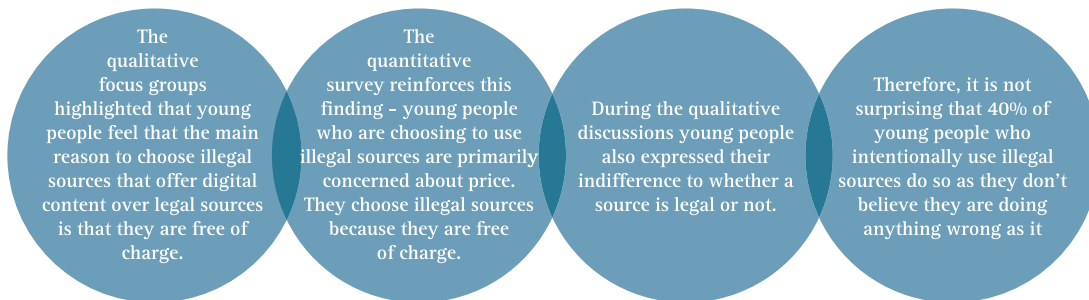 The
qualitative
focus groups
highlighted that young
people feel that the main
reason to choose illegal
sources that offer digital
content over legal sources
is that they are free of
charge.
The
quantitative
survey reinforces this
finding – young people
who are choosing to use
illegal sources are primarily
concerned about price.
They choose illegal sources
because they are free
of charge.
During the qualitative
discussions young people
also expressed their
indifference to whether a
source is legal or not.
Therefore, it is not
surprising that 40% of
young people who
intentionally use illegal
sources do so as they don’t
believe they are doing
anything wrong as it